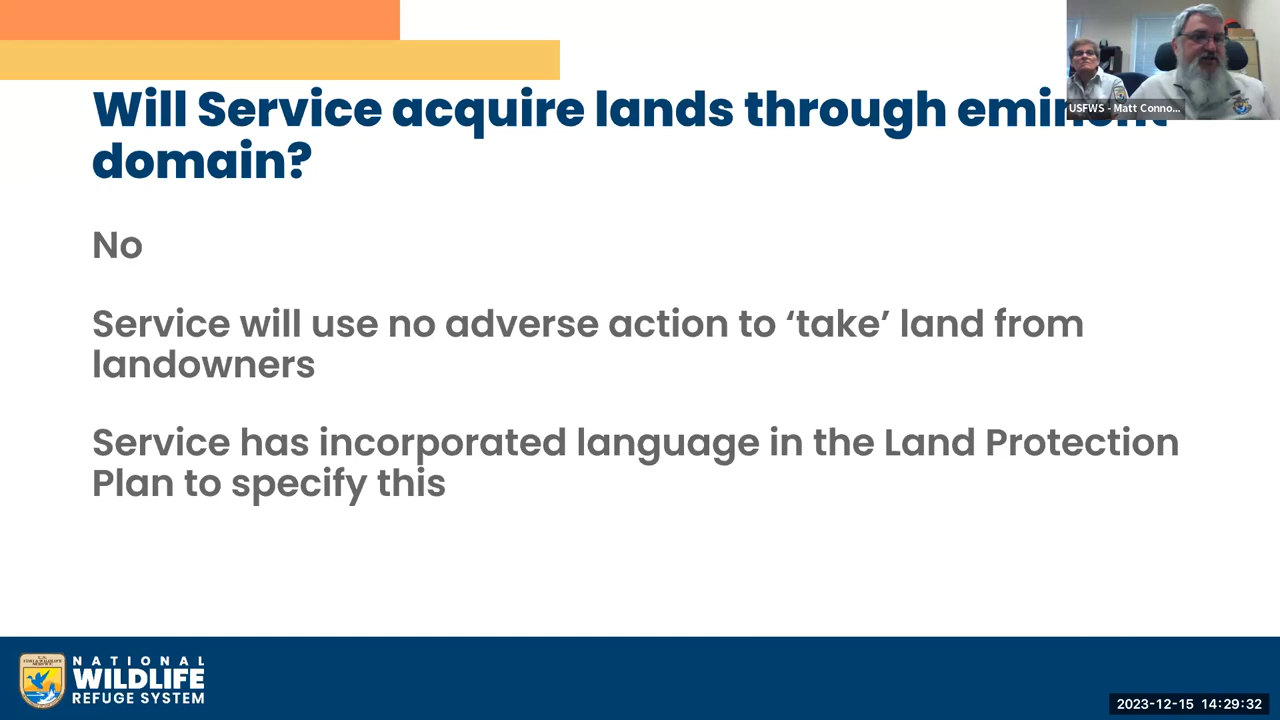 Will Service acquire lands through eminent
domain?
No
Service will use no adverse action to ‘take’ land from
landowners
Service has incorporated language in the Land Protection
Plan to specify this
USFWS - Matt Conno...
NATIONAL
WILDLIFE
REFUGE SYSTEM
2023-12-15 14:29:32